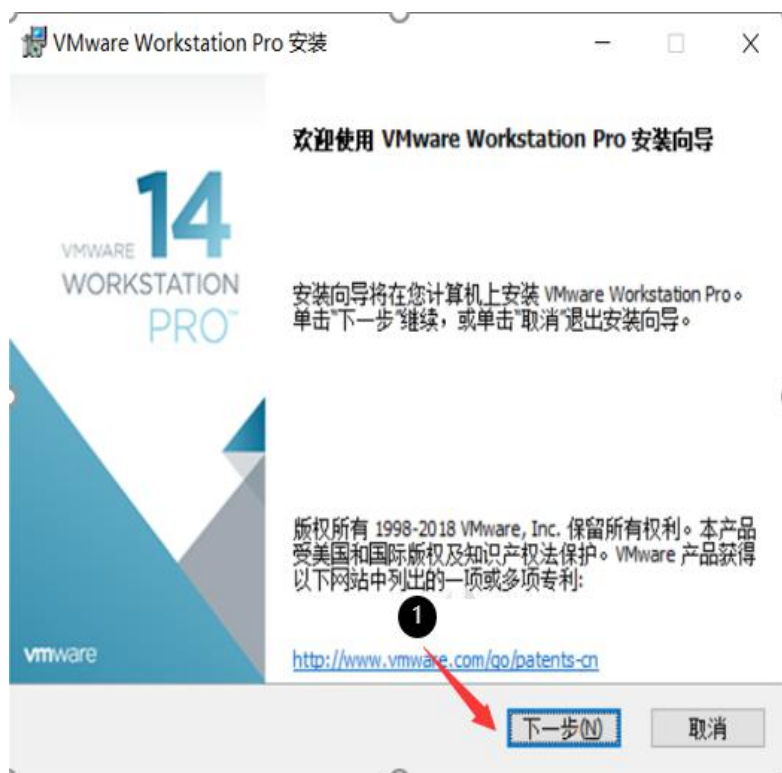 VMware Workstation Pro 安装
欢迎使用 VMware Workstation Pro 安装向导
14
VMWARE
WORKSTATION
PRO™
安装向导将在您计算机上安装 VMware Workstation Pro。
单击"下一步"继续，或单击"取消"退出安装向导。
版权所有 1998-2018 VMware, Inc. 保留所有权利。本产品
受美国和国际版权及知识产权法保护。VMware 产品获得
以下网站中列出的一项或多项专利:
1
vmware
http://www.vmware.com/go/patents-cn
下一步(N)
取消